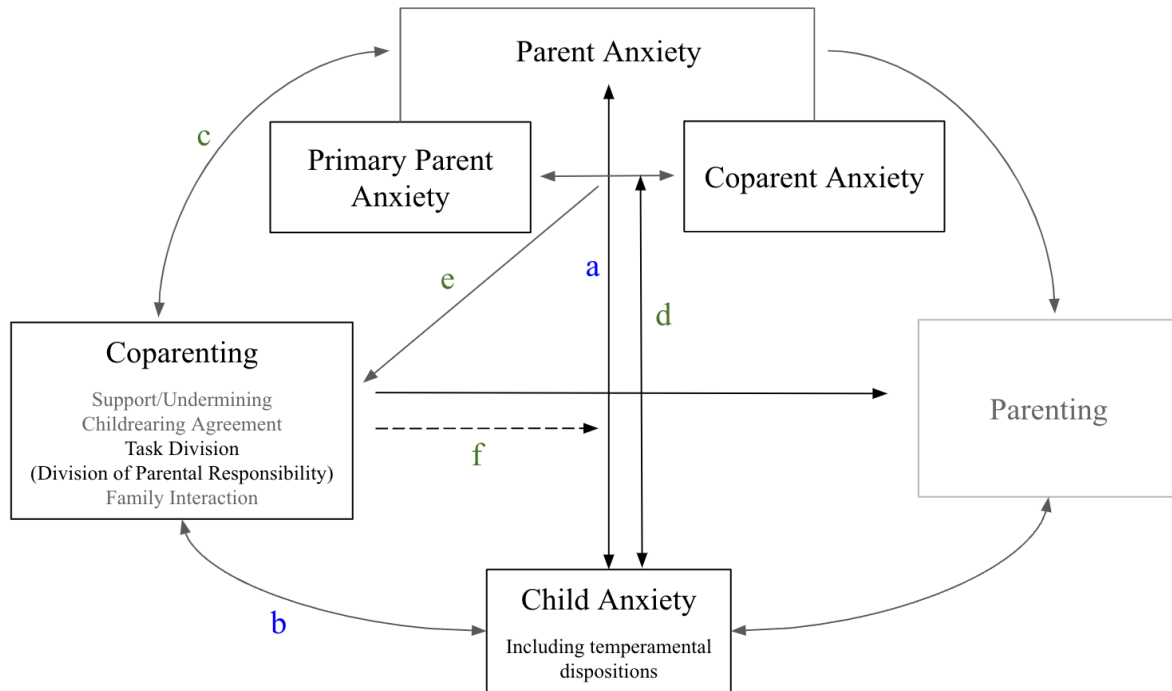 Parent Anxiety
c
Primary Parent
Anxiety
Coparent Anxiety
e
a
d
Coparenting
Support/Undermining
Childrearing Agreement
Task Division
(Division of Parental Responsibility)
Family Interaction
f
Parenting
b
Child Anxiety
Including temperamental
dispositions